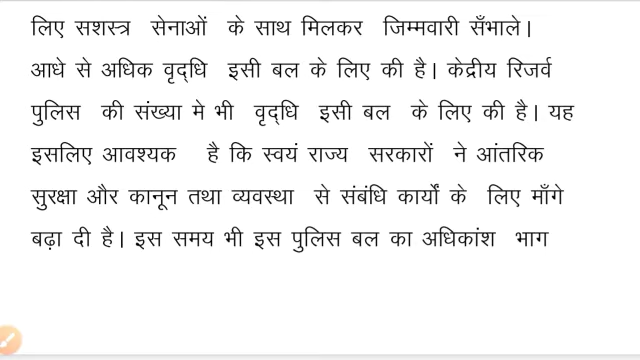 लिए सशस्त्र सेनाओं के साथ मिलकर जिम्मवारी सँभाले।
आधे से अधिक वृद्धि इसी बल के लिए की है। केद्रीय रिजर्व
पुलिस की संख्या मे भी वृद्धि इसी बल के लिए की है। यह
इसलिए आवश्यक है कि स्वयं राज्य सरकारों ने आंतरिक
सुरक्षा और कानून तथा व्यवस्था से संबंधि कार्यों के लिए माँगे
बढ़ा दी है। इस समय भी इस पुलिस बल का अधिकांश भाग